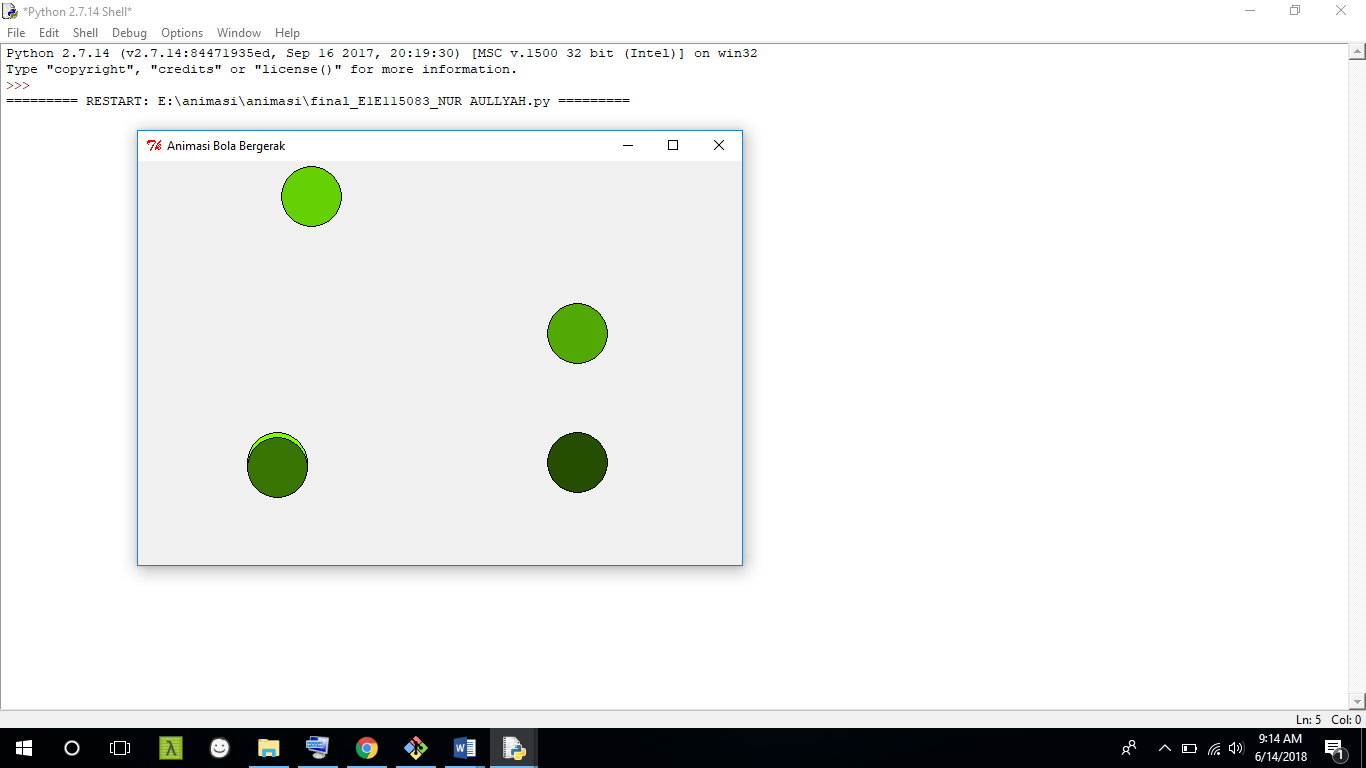 *Python 2.7.14 Shell*
File Edit Shell Debug Options Window Help
Python 2.7.14 (v2.7.14:84471935ed, Sep 16 2017, 20:19:30) [MSC v.1500 32 bit (Intel)] on win32
Type "copyright", "credits" or "license()" for more information.
>>>
========= RESTART: E:\animasi\animasi\final_E1E115083_NUR AULLYAH.py =========
Animasi Bola Bergerak
Ln: 5 Col: 0
9:14 AM
6/14/2018
1